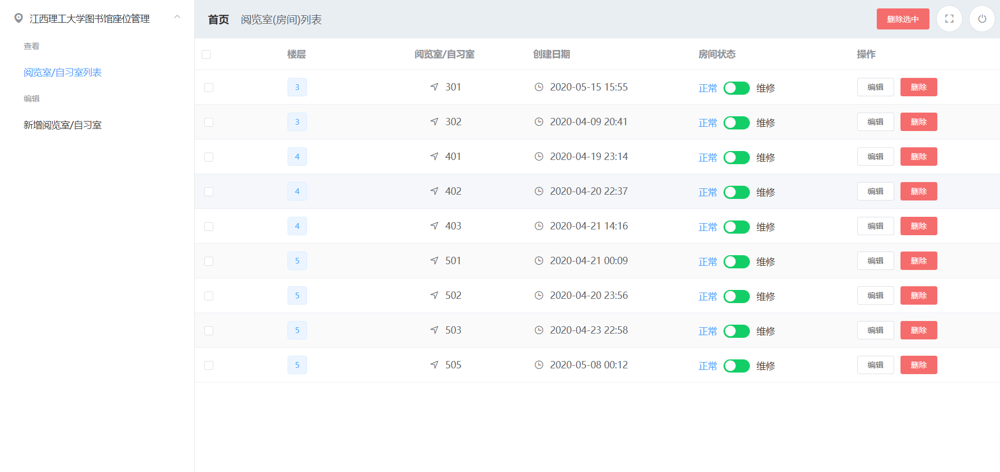 江西理工大学图书馆座位管理
查看
阅览室/自习室列表
编辑
新增阅览室/自习室
首页 阅览室(房间)列表 删除选中
楼层 阅览室/自习室 创建日期 房间状态 操作
3 301 2020-05-15 15:55 正常 维修 编辑 删除
3 302 2020-04-09 20:41 正常 维修 编辑 删除
4 401 2020-04-19 23:14 正常 维修 编辑 删除
4 402 2020-04-20 22:37 正常 维修 编辑 删除
4 403 2020-04-21 14:16 正常 维修 编辑 删除
5 501 2020-04-21 00:09 正常 维修 编辑 删除
5 502 2020-04-20 23:56 正常 维修 编辑 删除
5 503 2020-04-23 22:58 正常 维修 编辑 删除
5 505 2020-05-08 00:12 正常 维修 编辑 删除